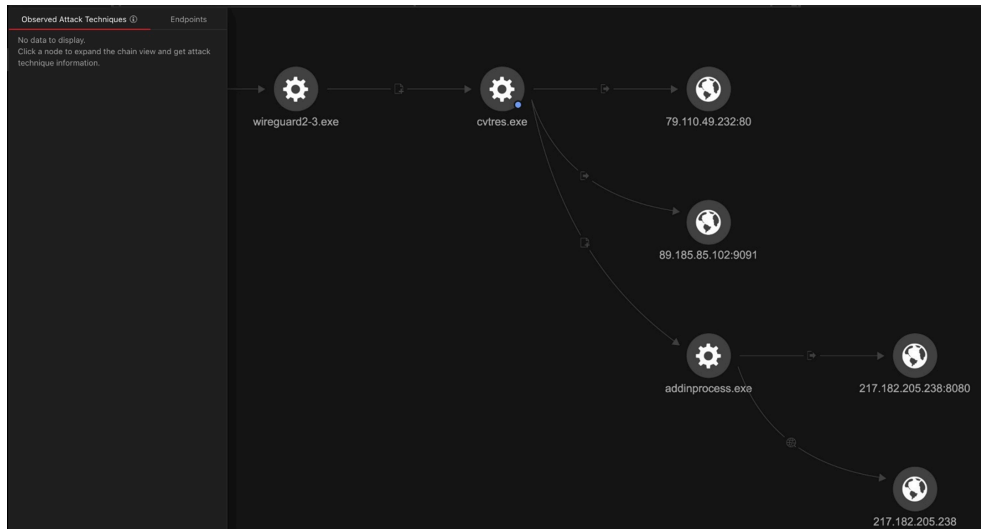 Observed Attack Techniques
Endpoints
No data to display.
Click a node to expand the chain view and get attack
technique information.
wireguard2-3.exe
cvtres.exe
79.110.49.232:80
89.185.85.102:9091
addinprocess.exe
217.182.205.238:8080
217.182.205.238